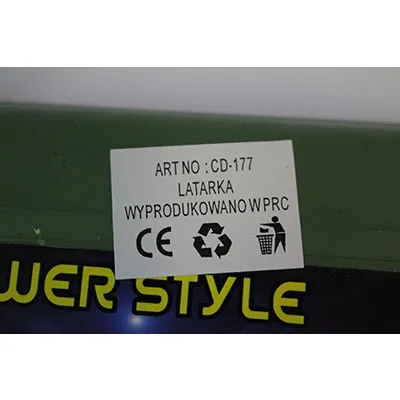 ART NO : CD-177
LATARKA
WYPRODUKOWANO W PRC
CE
WER STYLE